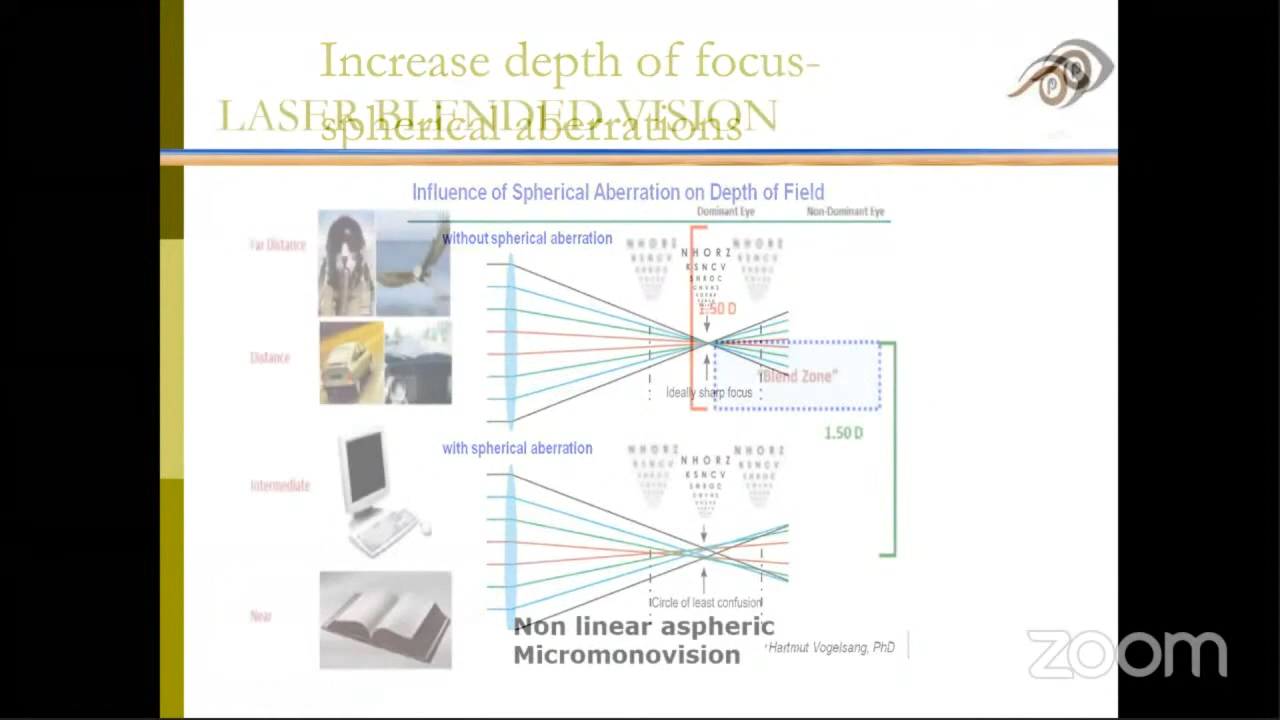 Increase depth of focus-
LASER BLENDED VISION
spherical aberrations
Influence of Spherical Aberration on Depth of Field
Dominant Eye
Non-Dominant Eye
Far Distance
without spherical aberration
N H O R Z
N H O R Z
N H O R Z
K S N C V
K S N C V
K S N C V
1.50 D
Distance
"Blend Zone"
Ideally sharp focus
1.50 D
with spherical aberration
N H O R Z
N H O R Z
N H O R Z
K S N C V
K S N C V
K S N C V
Intermediate
Circle of least confusion
Near
Non linear aspheric
Micromonovision
Hartmut Vogelsang, PhD
zoom